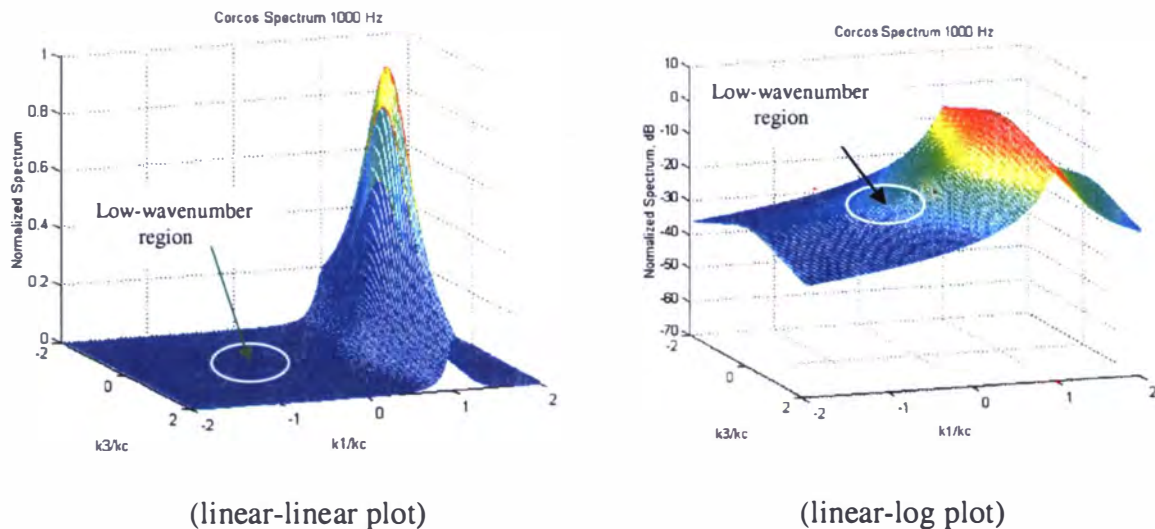 Corcos Spectrum 1000 Hz
1
0.8
0.6
0.4
0.2
0
Normalized Spectrum
Low-wavenumber
region
-2
0
2
k3/kc
-2
-1
0
1
2
k1/kc
(linear-linear plot)
Corcos Spectrum 1000 Hz
10
0
-10
-20
-30
-40
-50
-60
-70
Normalized Spectrum, dB
Low-wavenumber
region
-2
0
2
k3/kc
-2
-1
0
1
2
k1/kc
(linear-log plot)